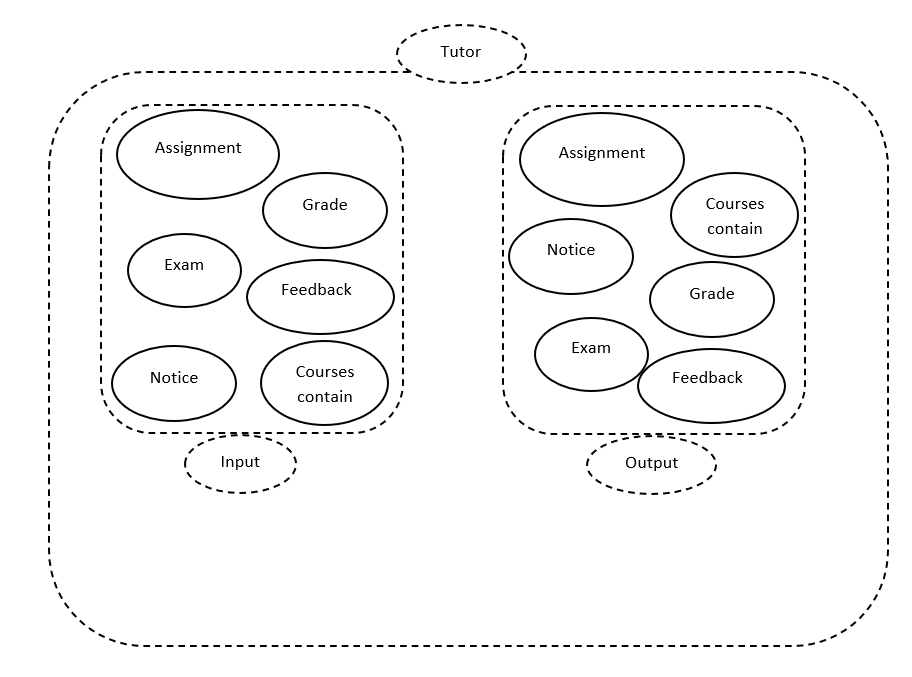 Tutor
Assignment
Grade
Exam
Feedback
Notice
Courses
contain
Input
Assignment
Courses
contain
Notice
Grade
Exam
Feedback
Output